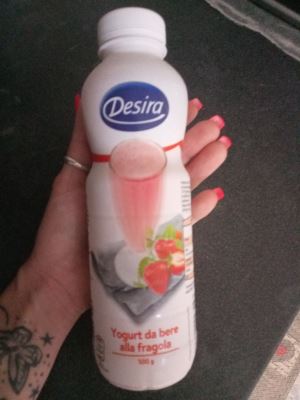 Desira
Yogurt da bere
alla fragola
500 g